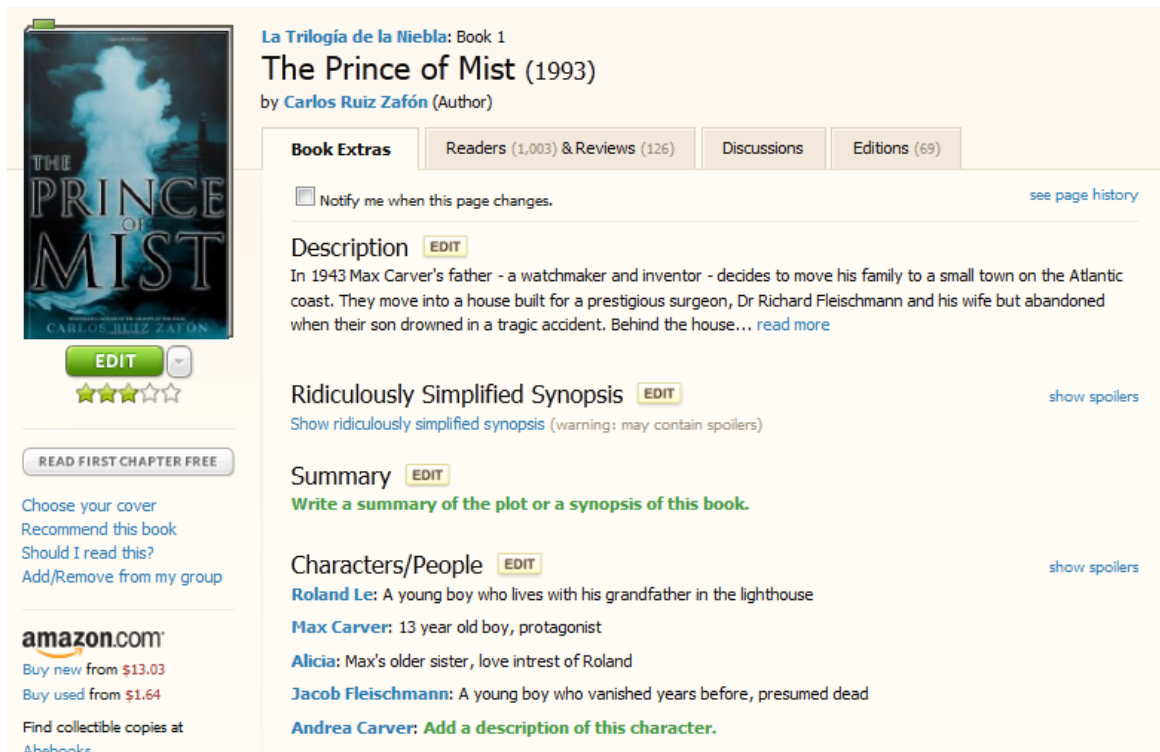 La Trilogía de la Niebla: Book 1
The Prince of Mist (1993)
by Carlos Ruiz Zafón (Author)
THE
PRINCE
OF
MIST
CARLOS RUIZ ZAFÓN
EDIT
READ FIRST CHAPTER FREE
Choose your cover
Recommend this book
Should I read this?
Add/Remove from my group
amazon.com
Buy new from $13.03
Buy used from $1.64
Find collectible copies at
Abebooks
Book Extras Readers (1,003) & Reviews (126) Discussions Editions (69)
Notify me when this page changes. see page history
Description EDIT
In 1943 Max Carver's father - a watchmaker and inventor - decides to move his family to a small town on the Atlantic
coast. They move into a house built for a prestigious surgeon, Dr Richard Fleischmann and his wife but abandoned
when their son drowned in a tragic accident. Behind the house... read more
Ridiculously Simplified Synopsis EDIT show spoilers
Show ridiculously simplified synopsis (warning: may contain spoilers)
Summary EDIT
Write a summary of the plot or a synopsis of this book.
Characters/People EDIT show spoilers
Roland Le: A young boy who lives with his grandfather in the lighthouse
Max Carver: 13 year old boy, protagonist
Alicia: Max's older sister, love intrest of Roland
Jacob Fleischmann: A young boy who vanished years before, presumed dead
Andrea Carver: Add a description of this character.